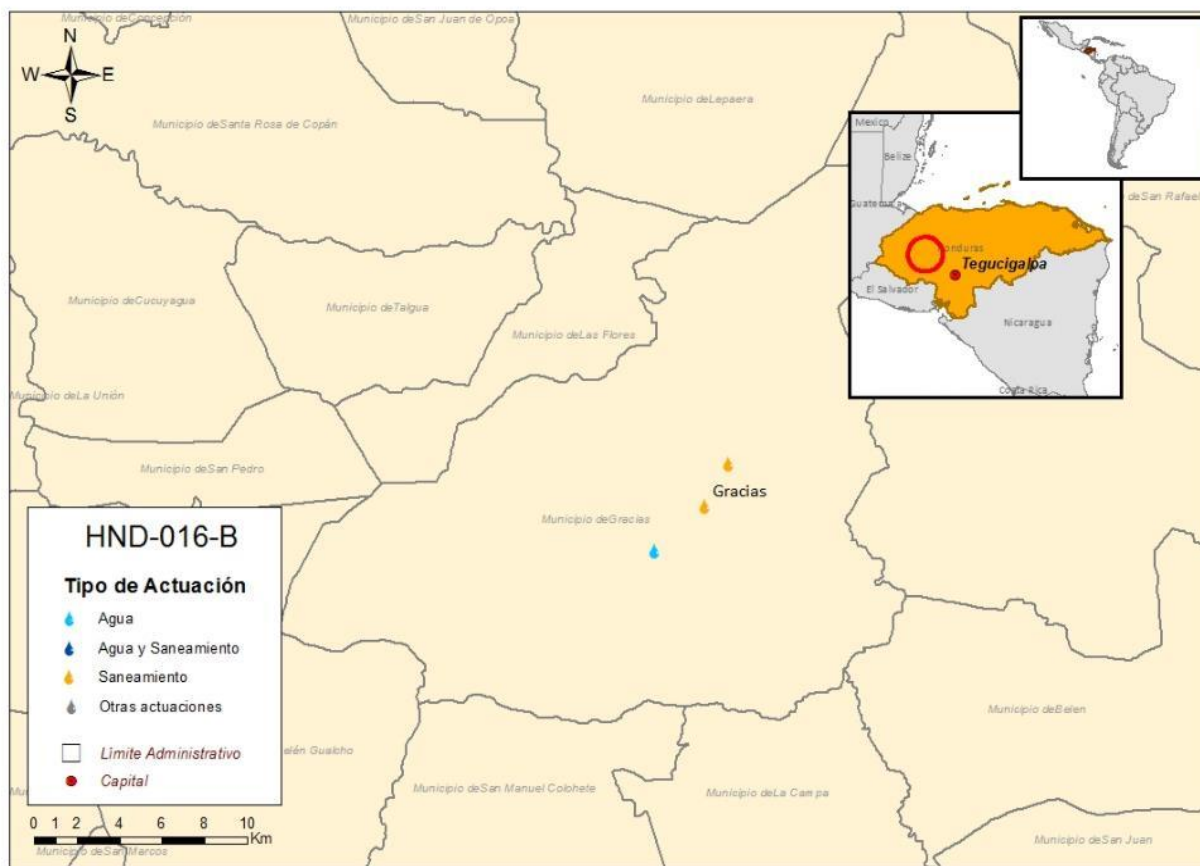 Municipio deConcepción
Municipio deSan Juan de Opoa
N
W E
S
Municipio deLepaera
Municipio deSanta Rosa de Copán
Mexico
Belize
Guatemala
Honduras
Tegucigalpa
El Salvador
Nicaragua
Costa Rica
de San Rafael
Municipio deCucuyagua
Municipio deTalgua
Municipio deLas Flores
Municipio deLa Unión
Municipio deSan Pedro
Gracias
Municipio deGracias
HND-016-B
Tipo de Actuación
Agua
Agua y Saneamiento
Saneamiento
Otras actuaciones
Límite Administrativo
Capital
elén Gualcho
Municipio deBelen
Municipio deSan Manuel Colohete
Municipio deLa Campa
0 1 2 4 6 8 10
Km
Municipio deSan Marcos
Municipio deSan Juan